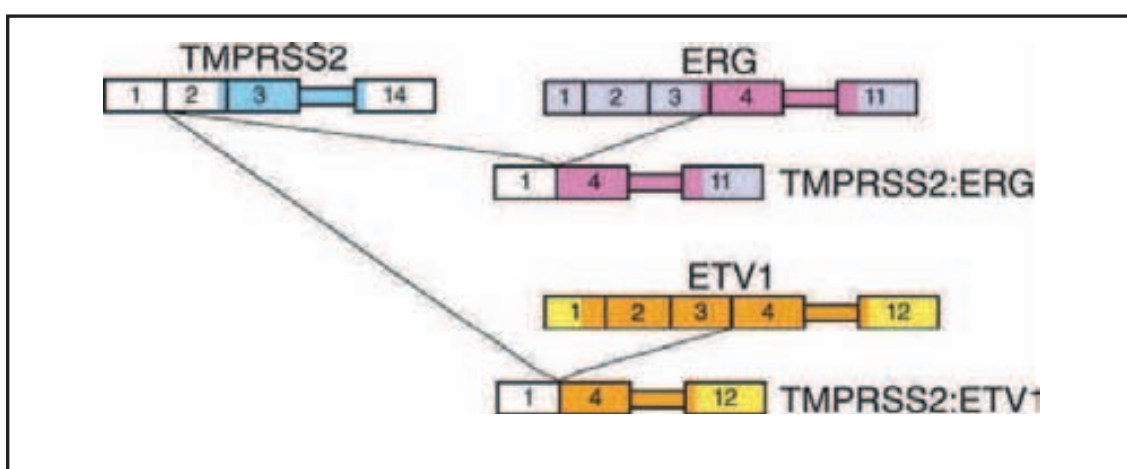 TMPRSS2
1 2 3 14
ERG
1 2 3 4 11
1 4 11 TMPRSS2:ERG
ETV1
1 2 3 4 12
1 4 12 TMPRSS2:ETV1